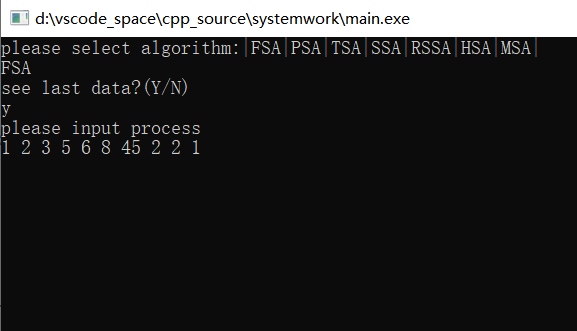 d:\vscode_space\cpp_source\systemwork\main.exe
please select algorithm:|FSA|PSA|TSA|SSA|RSSA|HSA|MSA|
FSA
see last data?(Y/N)
y
please input process
1 2 3 5 6 8 45 2 2 1